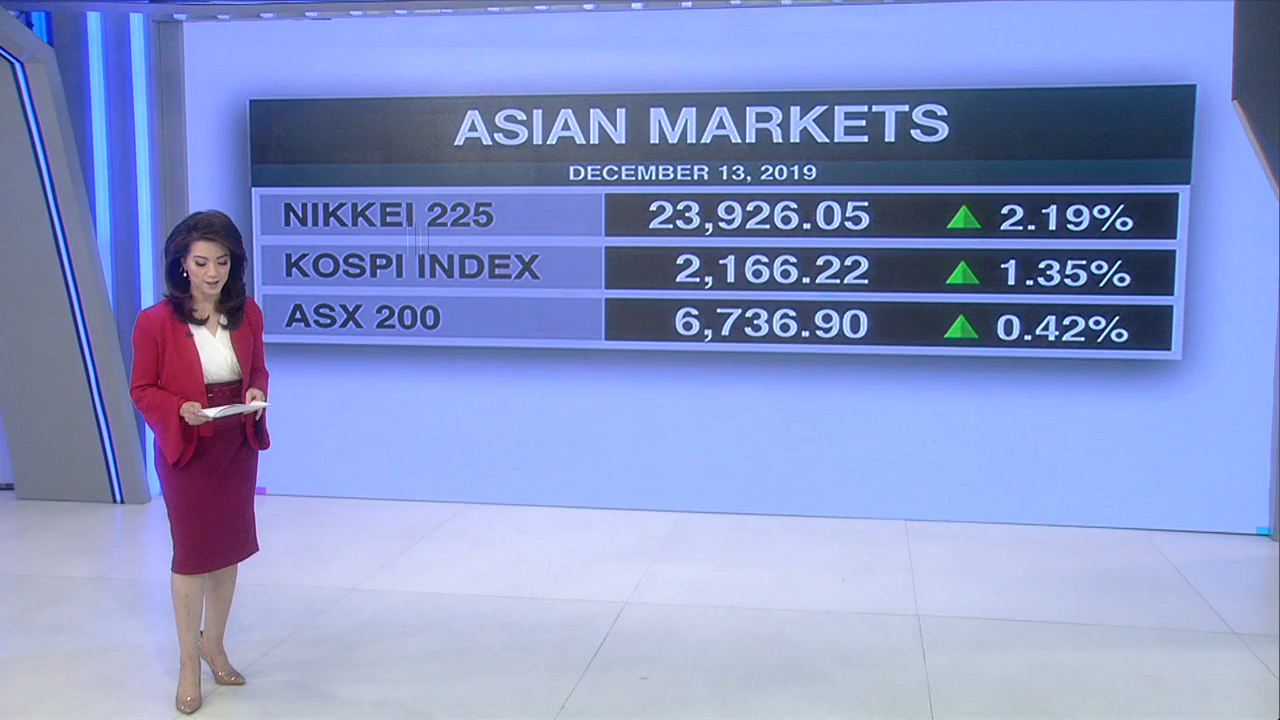 ASIAN MARKETS
DECEMBER 13, 2019
NIKKEI 225 23,926.05 ▲ 2.19%
KOSPI INDEX 2,166.22 ▲ 1.35%
ASX 200 6,736.90 ▲ 0.42%